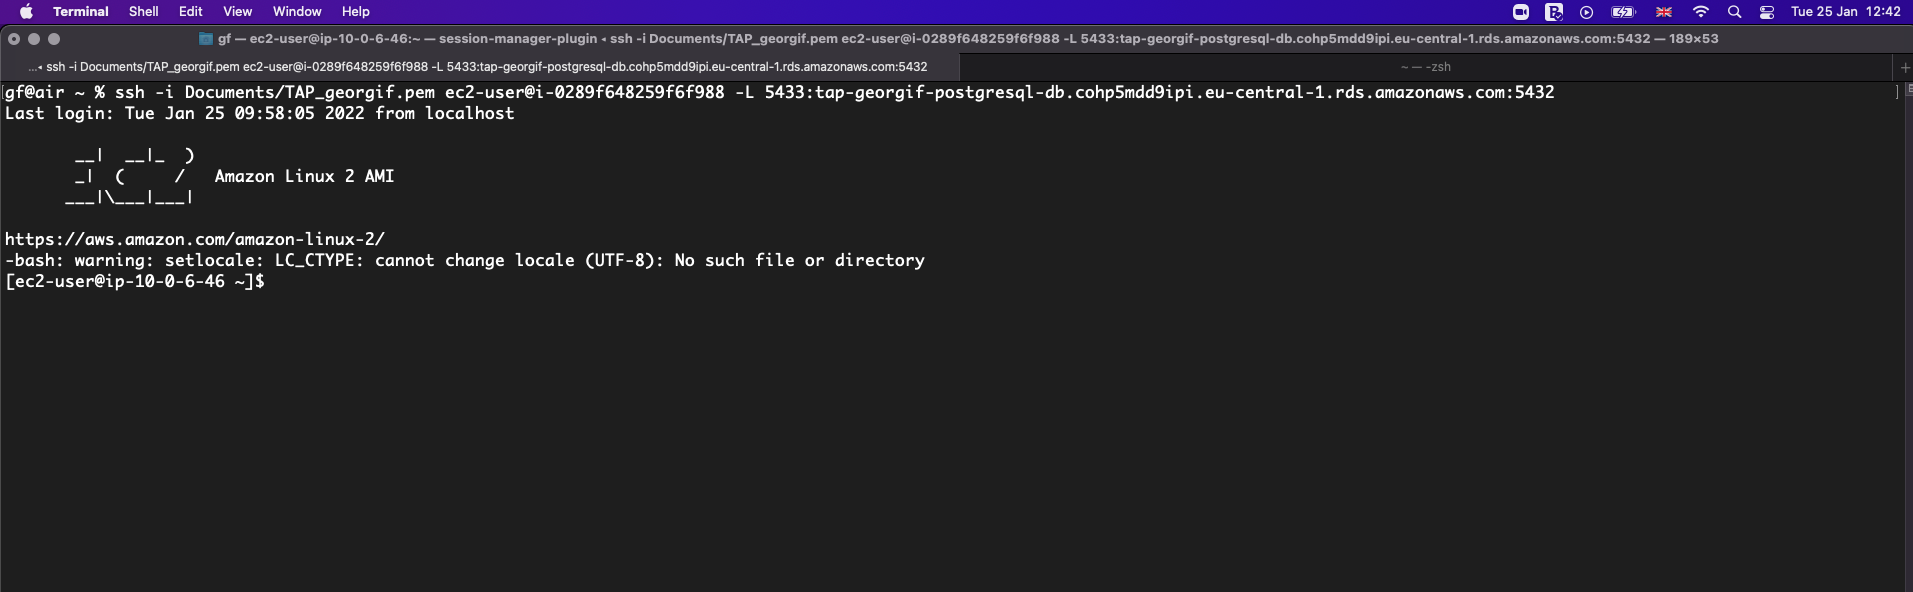 Terminal Shell Edit View Window Help Tue 25 Jan 12:42
gf — ec2-user@ip-10-0-6-46:~ — session-manager-plugin ◂ ssh -i Documents/TAP_georgif.pem ec2-user@i-0289f648259f6f988 -L 5433:tap-georgif-postgresql-db.cohp5mdd9ipi.eu-central-1.rds.amazonaws.com:5432 — 189×53
...◂ ssh -i Documents/TAP_georgif.pem ec2-user@i-0289f648259f6f988 -L 5433:tap-georgif-postgresql-db.cohp5mdd9ipi.eu-central-1.rds.amazonaws.com:5432 ~ — -zsh +
[gf@air ~ % ssh -i Documents/TAP_georgif.pem ec2-user@i-0289f648259f6f988 -L 5433:tap-georgif-postgresql-db.cohp5mdd9ipi.eu-central-1.rds.amazonaws.com:5432 ]
Last login: Tue Jan 25 09:58:05 2022 from localhost
       __|  __|_  )
       _|  (     /   Amazon Linux 2 AMI
      ___|\___|___|
https://aws.amazon.com/amazon-linux-2/
-bash: warning: setlocale: LC_CTYPE: cannot change locale (UTF-8): No such file or directory
[ec2-user@ip-10-0-6-46 ~]$